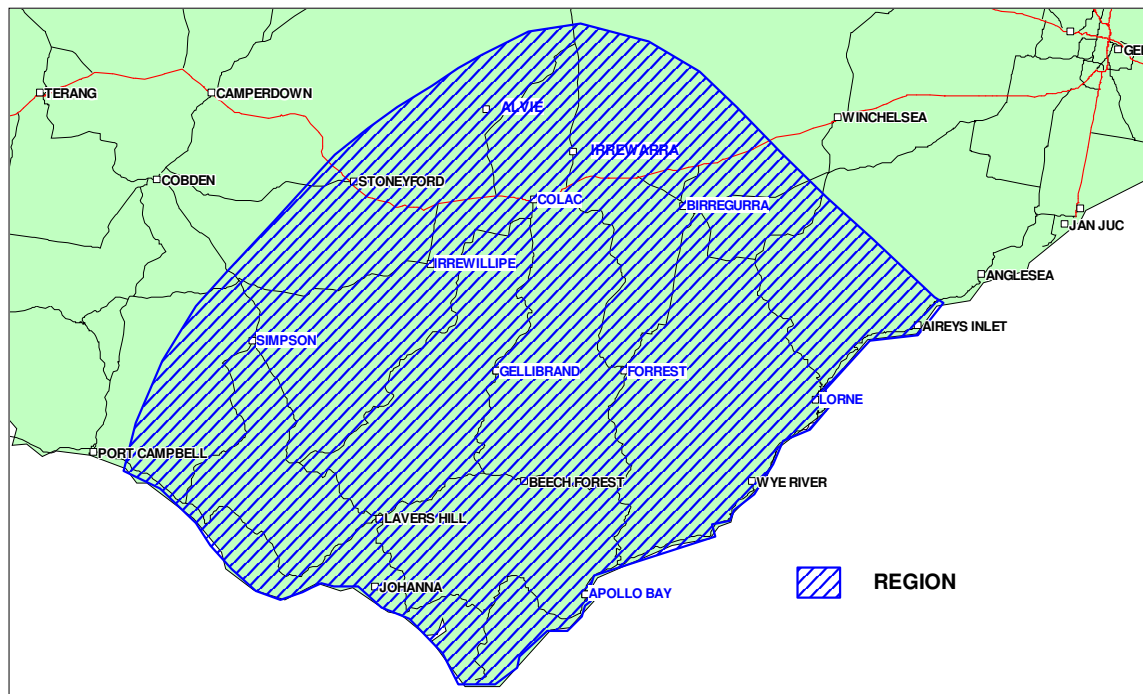 GEE
TERANG
CAMPERDOWN
ALVIE
WINCHELSEA
IRREWARRA
COBDEN
STONEYFORD
COLAC
BIRREGURRA
JAN JUC
IRREWILLIPE
ANGLESEA
AIREYS INLET
SIMPSON
GELLIBRAND
FORREST
LORNE
PORT CAMPBELL
BEECH FOREST
WYE RIVER
LAVERS HILL
JOHANNA
APOLLO BAY
REGION